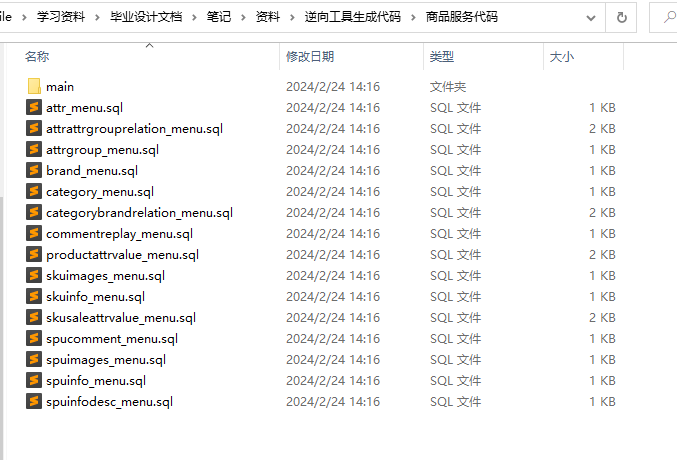 ile > 学习资料 > 毕业设计文档 > 笔记 > 资料 > 逆向工具生成代码 > 商品服务代码
名称 修改日期 类型 大小
main 2024/2/24 14:16 文件夹
attr_menu.sql 2024/2/24 14:16 SQL 文件 1 KB
attrattrgrouprelation_menu.sql 2024/2/24 14:16 SQL 文件 2 KB
attrgroup_menu.sql 2024/2/24 14:16 SQL 文件 1 KB
brand_menu.sql 2024/2/24 14:16 SQL 文件 1 KB
category_menu.sql 2024/2/24 14:16 SQL 文件 1 KB
categorybrandrelation_menu.sql 2024/2/24 14:16 SQL 文件 2 KB
commentreplay_menu.sql 2024/2/24 14:16 SQL 文件 1 KB
productattrvalue_menu.sql 2024/2/24 14:16 SQL 文件 2 KB
skuimages_menu.sql 2024/2/24 14:16 SQL 文件 1 KB
skuinfo_menu.sql 2024/2/24 14:16 SQL 文件 1 KB
skusaleattrvalue_menu.sql 2024/2/24 14:16 SQL 文件 2 KB
spucomment_menu.sql 2024/2/24 14:16 SQL 文件 1 KB
spuimages_menu.sql 2024/2/24 14:16 SQL 文件 1 KB
spuinfo_menu.sql 2024/2/24 14:16 SQL 文件 1 KB
spuinfodesc_menu.sql 2024/2/24 14:16 SQL 文件 1 KB